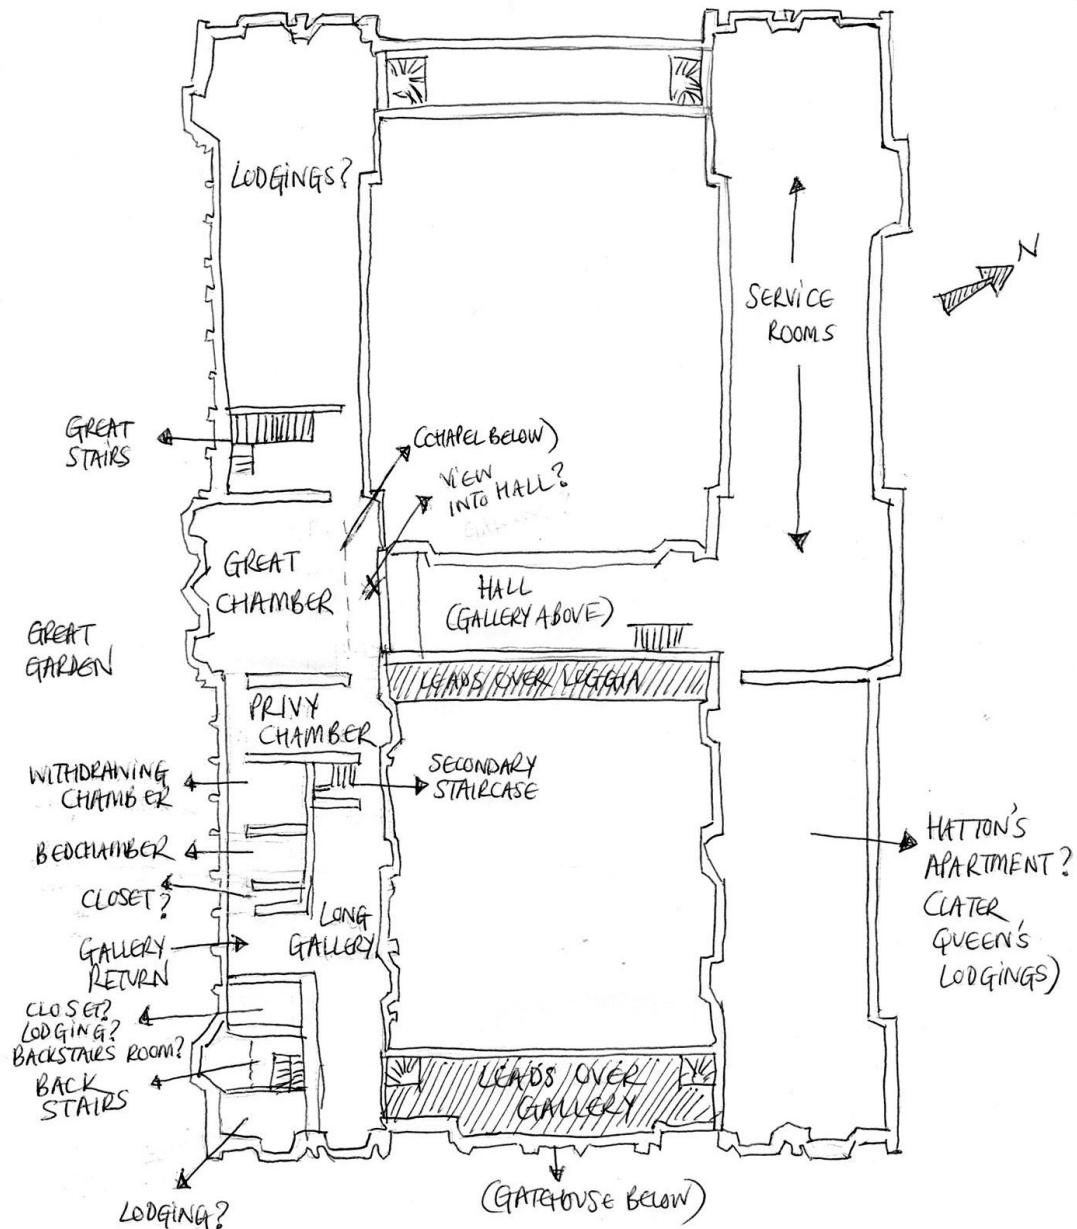 LODGINGS?
N
SERVICE
ROOMS
GREAT
STAIRS
(CHAPEL BELOW)
VIEW
INTO HALL?
GREAT
CHAMBER
HALL
(GALLERY ABOVE)
GREAT
GARDEN
LEADS OVER LOGGIA
PRIVY
CHAMBER
WITHDRAWING
CHAMBER
SECONDARY
STAIRCASE
BEDCHAMBER
CLOSET?
HATTON'S
APARTMENT?
(LATER
QUEEN'S
LODGINGS)
LONG
GALLERY
GALLERY
RETURN
CLOSET?
LODGING?
BACKSTAIRS ROOM?
BACK
STAIRS
LEADS OVER
GALLERY
LODGING?
(GATEHOUSE BELOW)